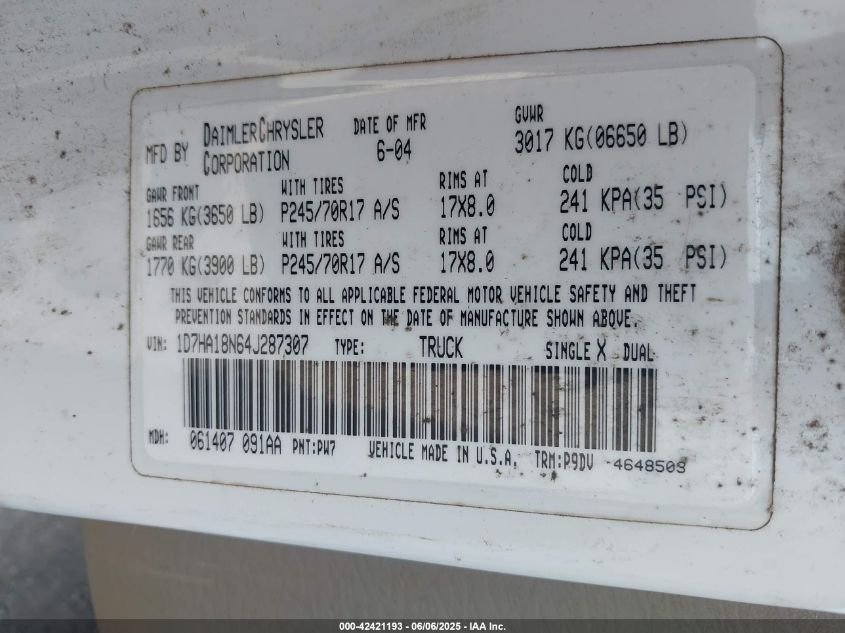 MFD BY DAIMLERCHRYSLER CORPORATION DATE OF MFR 6-04 GVWR 3017 KG(06650 LB)
GAWR FRONT WITH TIRES RIMS AT COLD
1656 KG(3650 LB) P245/70R17 A/S 17X8.0 241 KPA(35 PSI)
GAWR REAR WITH TIRES RIMS AT COLD
1770 KG(3900 LB) P245/70R17 A/S 17X8.0 241 KPA(35 PSI)
THIS VEHICLE CONFORMS TO ALL APPLICABLE FEDERAL MOTOR VEHICLE SAFETY AND THEFT
PREVENTION STANDARDS IN EFFECT ON THE DATE OF MANUFACTURE SHOWN ABOVE.
VIN: 1D7HA18N64J287307 TYPE: TRUCK SINGLE X DUAL
MDH: 061407 091AA PNT:PW7 VEHICLE MADE IN U.S.A. TRM:P9DV 4648503
000-42421193 - 06/06/2025 - IAA Inc.